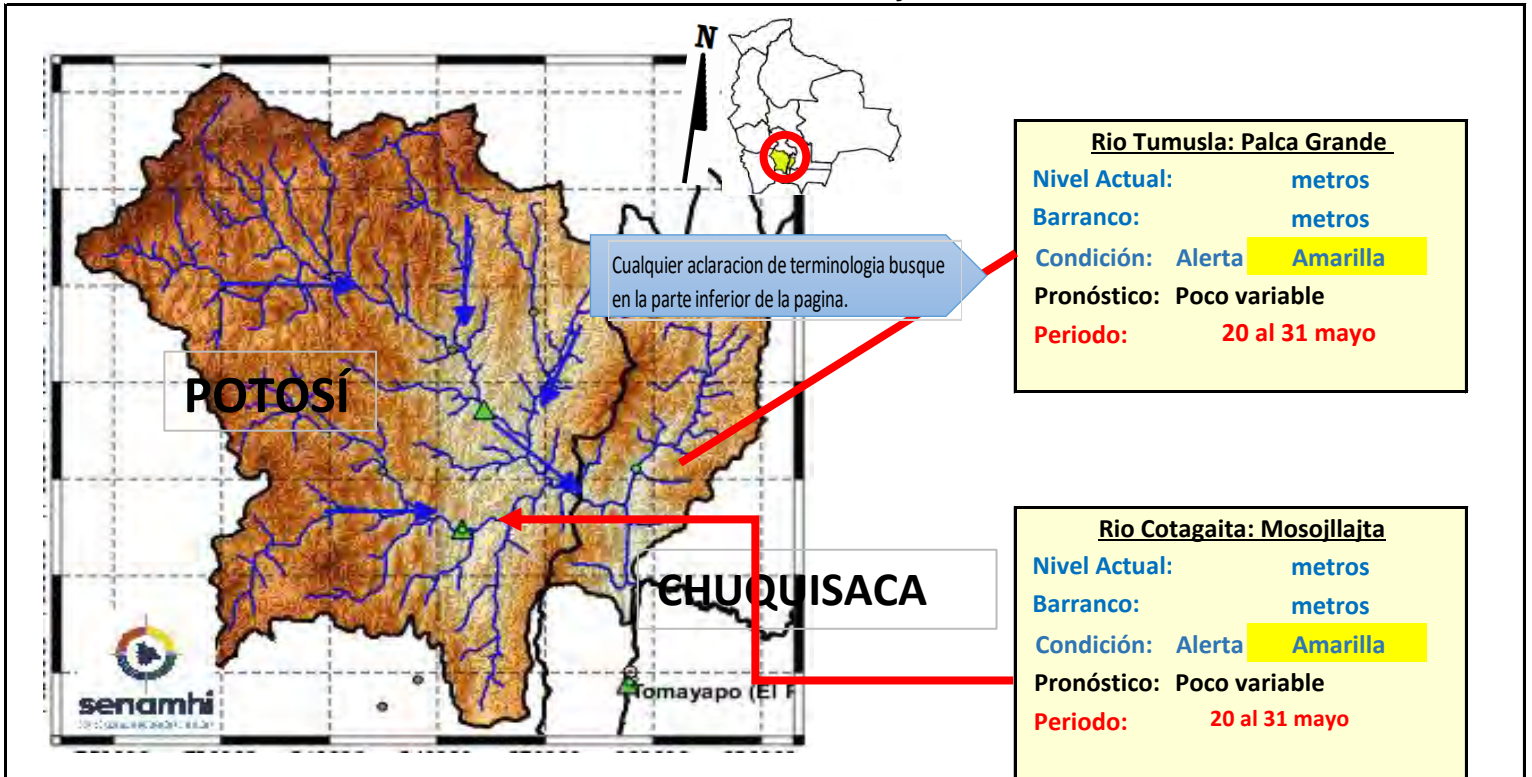 N
Cualquier aclaracion de terminologia busque
en la parte inferior de la pagina.
POTOSÍ
CHUQUISACA
Tomayapo (El
senamhi
Rio Tumusla: Palca Grande
Nivel Actual: metros
Barranco: metros
Condición: Alerta Amarilla
Pronóstico: Poco variable
Periodo: 20 al 31 mayo
Rio Cotagaita: Mosojllajta
Nivel Actual: metros
Barranco: metros
Condición: Alerta Amarilla
Pronóstico: Poco variable
Periodo: 20 al 31 mayo